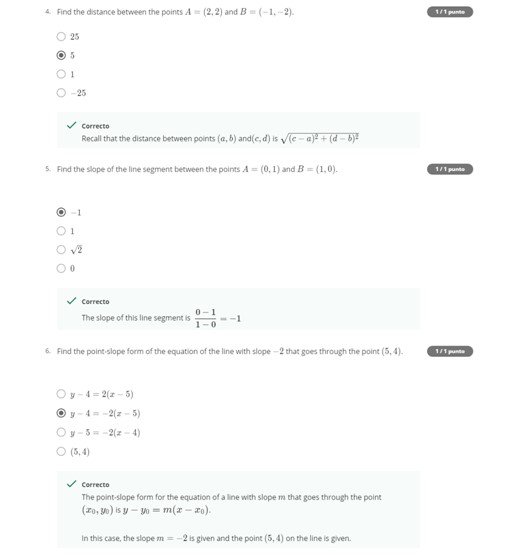 4. Find the distance between the points A = (2, 2) and B = (−1, −2).
1 / 1 punto
25
5
1
−25
Correcto
Recall that the distance between points (a, b) and(c, d) is √((c − a)² + (d − b)²)
5. Find the slope of the line segment between the points A = (0, 1) and B = (1, 0).
1 / 1 punto
−1
1
√2
0
Correcto
The slope of this line segment is (0 − 1)/(1 − 0) = −1
6. Find the point-slope form of the equation of the line with slope −2 that goes through the point (5, 4).
1 / 1 punto
y − 4 = 2(x − 5)
y − 4 = −2(x − 5)
y − 5 = −2(x − 4)
(5, 4)
Correcto
The point-slope form for the equation of a line with slope m that goes through the point
(x₀, y₀) is y − y₀ = m(x − x₀).
In this case, the slope m = −2 is given and the point (5, 4) on the line is given.